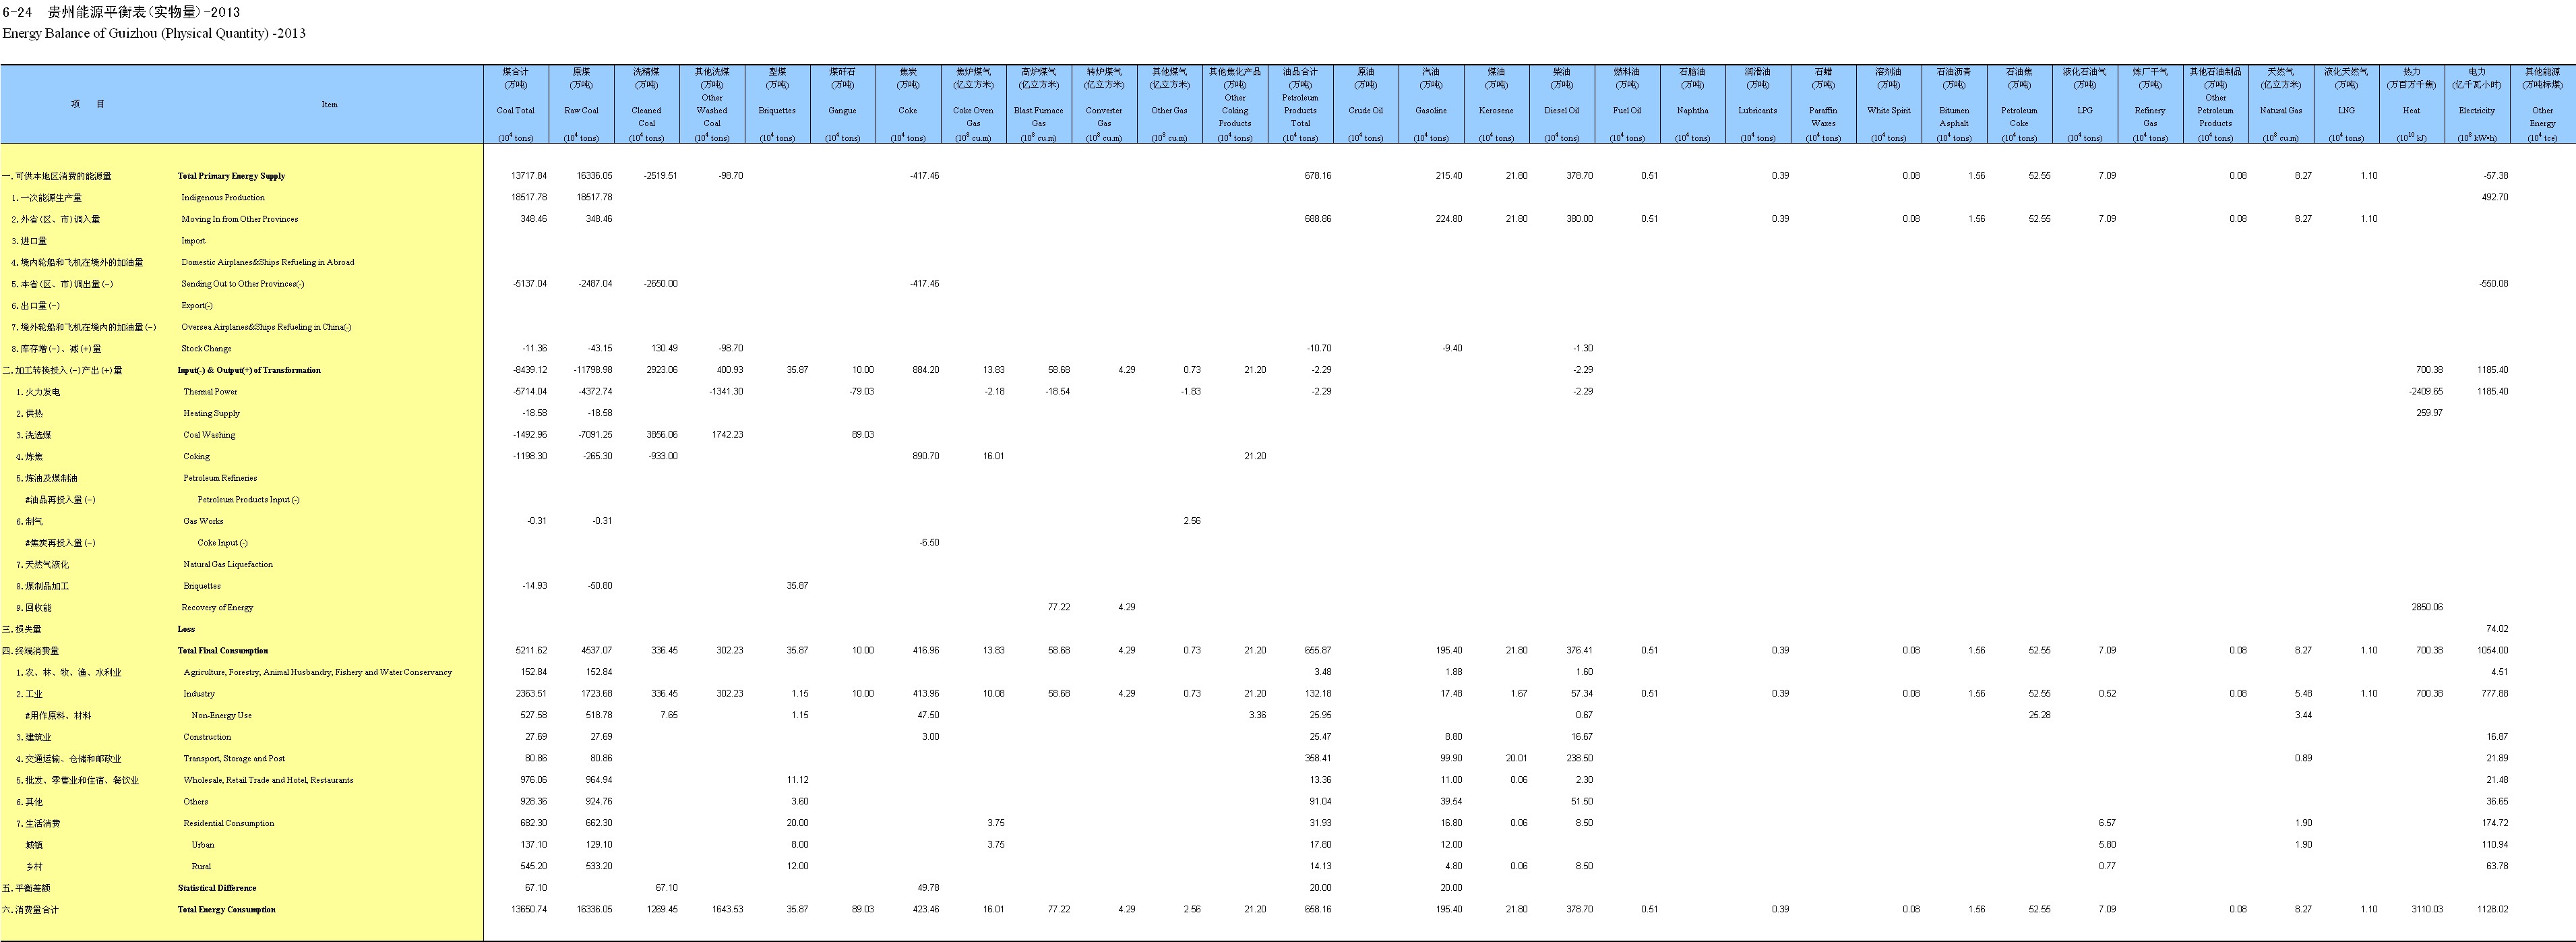 6-24 贵州能源平衡表(实物量)-2013
Energy Balance of Guizhou (Physical Quantity) -2013
项 目 Item 煤合计 (万吨) Coal Total (10⁴ tons) 原煤 (万吨) Raw Coal (10⁴ tons) 洗精煤 (万吨) Cleaned Coal (10⁴ tons) 其他洗煤 (万吨) Other Washed Coal (10⁴ tons) 型煤 (万吨) Briquettes (10⁴ tons) 煤矸石 (万吨) Gangue (10⁴ tons) 焦炭 (万吨) Coke (10⁴ tons) 焦炉煤气 (亿立方米) Coke Oven Gas (10⁸ cu.m) 高炉煤气 (亿立方米) Blast Furnace Gas (10⁸ cu.m) 转炉煤气 (亿立方米) Converter Gas (10⁸ cu.m) 其他煤气 (亿立方米) Other Gas (10⁸ cu.m) 其他焦化产品 (万吨) Other Coking Products (10⁴ tons) 油品合计 (万吨) Petroleum Products Total (10⁴ tons) 原油 (万吨) Crude Oil (10⁴ tons) 汽油 (万吨) Gasoline (10⁴ tons) 煤油 (万吨) Kerosene (10⁴ tons) 柴油 (万吨) Diesel Oil (10⁴ tons) 燃料油 (万吨) Fuel Oil (10⁴ tons) 石脑油 (万吨) Naphtha (10⁴ tons) 润滑油 (万吨) Lubricants (10⁴ tons) 石蜡 (万吨) Paraffin Waxes (10⁴ tons) 溶剂油 (万吨) White Spirit (10⁴ tons) 石油沥青 (万吨) Bitumen Asphalt (10⁴ tons) 石油焦 (万吨) Petroleum Coke (10⁴ tons) 液化石油气 (万吨) LPG (10⁴ tons) 炼厂干气 (万吨) Refinery Gas (10⁴ tons) 其他石油制品 (万吨) Other Petroleum Products (10⁴ tons) 天然气 (亿立方米) Natural Gas (10⁸ cu.m) 液化天然气 (万吨) LNG (10⁴ tons) 热力 (万百万千焦) Heat (10¹⁰ kJ) 电力 (亿千瓦小时) Electricity (10⁸ kW•h) 其他能源 (万吨标煤) Other Energy (10⁴ tce)
一.可供本地区消费的能源量 Total Primary Energy Supply 13717.84 16336.05 -2519.51 -98.70 -417.46 678.16 215.40 21.80 378.70 0.51 0.39 0.08 1.56 52.55 7.09 0.08 8.27 1.10 -57.38
1.一次能源生产量 Indigenous Production 18517.78 18517.78 492.70
2.外省(区、市)调入量 Moving In from Other Provinces 348.46 348.46 688.86 224.80 21.80 380.00 0.51 0.39 0.08 1.56 52.55 7.09 0.08 8.27 1.10
3.进口量 Import
4.境内轮船和飞机在境外的加油量 Domestic Airplanes&Ships Refueling in Abroad
5.本省(区、市)调出量(-) Sending Out to Other Provinces(-) -5137.04 -2487.04 -2650.00 -417.46 -550.08
6.出口量(-) Export(-)
7.境外轮船和飞机在境内的加油量(-) Oversea Airplanes&Ships Refueling in China(-)
8.库存增(-)、减(+)量 Stock Change -11.36 -43.15 130.49 -98.70 -10.70 -9.40 -1.30
二.加工转换投入(-)产出(+)量 Input(-) & Output(+) of Transformation -8439.12 -11798.98 2923.06 400.93 35.87 10.00 884.20 13.83 58.68 4.29 0.73 21.20 -2.29 -2.29 700.38 1185.40
1.火力发电 Thermal Power -5714.04 -4372.74 -1341.30 -79.03 -2.18 -18.54 -1.83 -2.29 -2.29 -2409.65 1185.40
2.供热 Heating Supply -18.58 -18.58 259.97
3.洗选煤 Coal Washing -1492.96 -7091.25 3856.06 1742.23 89.03
4.炼焦 Coking -1198.30 -265.30 -933.00 890.70 16.01 21.20
5.炼油及煤制油 Petroleum Refineries
#油品再投入量(-) Petroleum Products Input (-)
6.制气 Gas Works -0.31 -0.31 2.56
#焦炭再投入量(-) Coke Input (-) -6.50
7.天然气液化 Natural Gas Liquefaction
8.煤制品加工 Briquettes -14.93 -50.80 35.87
9.回收能 Recovery of Energy 77.22 4.29 2850.06
三.损失量 Loss 74.02
四.终端消费量 Total Final Consumption 5211.62 4537.07 336.45 302.23 35.87 10.00 416.96 13.83 58.68 4.29 0.73 21.20 655.87 195.40 21.80 376.41 0.51 0.39 0.08 1.56 52.55 7.09 0.08 8.27 1.10 700.38 1054.00
1.农、林、牧、渔、水利业 Agriculture, Forestry, Animal Husbandry, Fishery and Water Conservancy 152.84 152.84 3.48 1.88 1.60 4.51
2.工业 Industry 2363.51 1723.68 336.45 302.23 1.15 10.00 413.96 10.08 58.68 4.29 0.73 21.20 132.18 17.48 1.67 57.34 0.51 0.39 0.08 1.56 52.55 0.52 0.08 5.48 1.10 700.38 777.88
#用作原料、材料 Non-Energy Use 527.58 518.78 7.65 1.15 47.50 3.36 25.95 0.67 25.28 3.44
3.建筑业 Construction 27.69 27.69 3.00 25.47 8.80 16.67 16.87
4.交通运输、仓储和邮政业 Transport, Storage and Post 80.86 80.86 358.41 99.90 20.01 238.50 0.89 21.89
5.批发、零售业和住宿、餐饮业 Wholesale, Retail Trade and Hotel, Restaurants 976.06 964.94 11.12 13.36 11.00 0.06 2.30 21.48
6.其他 Others 928.36 924.76 3.60 91.04 39.54 51.50 36.65
7.生活消费 Residential Consumption 682.30 662.30 20.00 3.75 31.93 16.80 0.06 8.50 6.57 1.90 174.72
城镇 Urban 137.10 129.10 8.00 3.75 17.80 12.00 5.80 1.90 110.94
乡村 Rural 545.20 533.20 12.00 14.13 4.80 0.06 8.50 0.77 63.78
五.平衡差额 Statistical Difference 67.10 67.10 49.78 20.00 20.00
六.消费量合计 Total Energy Consumption 13650.74 16336.05 1269.45 1643.53 35.87 89.03 423.46 16.01 77.22 4.29 2.56 21.20 658.16 195.40 21.80 378.70 0.51 0.39 0.08 1.56 52.55 7.09 0.08 8.27 1.10 3110.03 1128.02